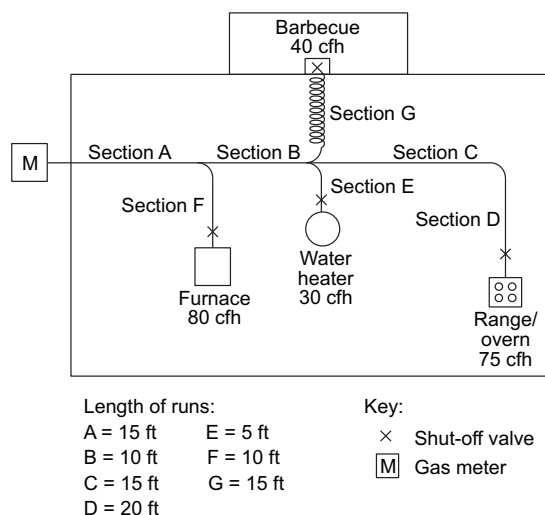 Barbecue
40 cfh
Section G
M
Section A
Section B
Section C
Section E
Section F
Section D
Water
heater
30 cfh
Furnace
80 cfh
Range/
overn
75 cfh
Length of runs:
A = 15 ft
E = 5 ft
B = 10 ft
F = 10 ft
C = 15 ft
G = 15 ft
D = 20 ft
Key:
Shut-off valve
M Gas meter